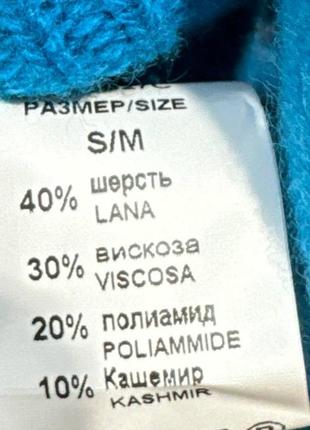 РАЗМЕР/SIZE
S/M
40% шерсть
LANA
30% вискоза
VISCOSA
20% полиамид
POLIAMMIDE
10% Кашемир
KASHMIR